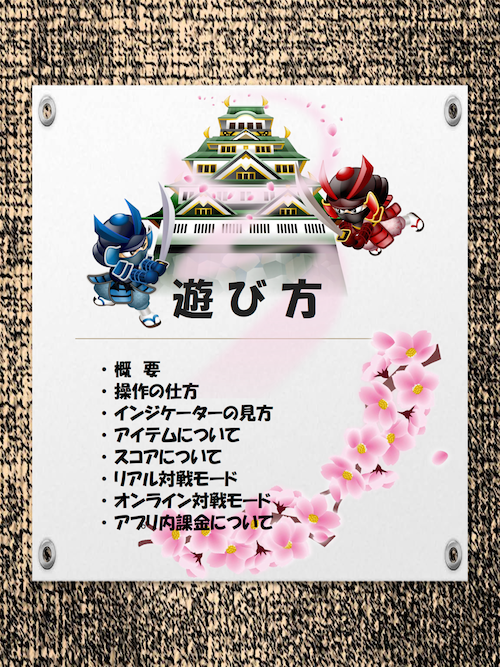 遊び方
・概 要
・操作の仕方
・インジケーターの見方
・アイテムについて
・スコアについて
・リアル対戦モード
・オンライン対戦モード
・アプリ内課金について